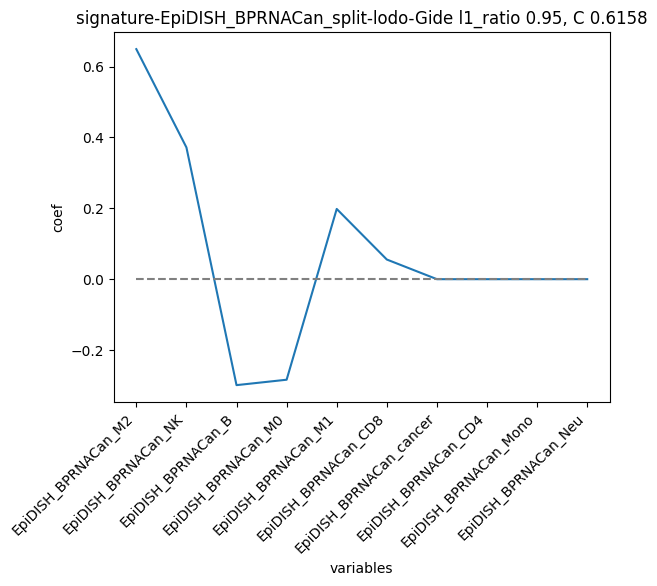 signature-EpiDISH_BPRNACan_split-lodo-Gide l1_ratio 0.95, C 0.6158
coef
0.6
0.4
0.2
0.0
−0.2
EpiDISH_BPRNACan_M2
EpiDISH_BPRNACan_NK
EpiDISH_BPRNACan_B
EpiDISH_BPRNACan_M0
EpiDISH_BPRNACan_M1
EpiDISH_BPRNACan_CD8
EpiDISH_BPRNACan_cancer
EpiDISH_BPRNACan_CD4
EpiDISH_BPRNACan_Mono
EpiDISH_BPRNACan_Neu
variables